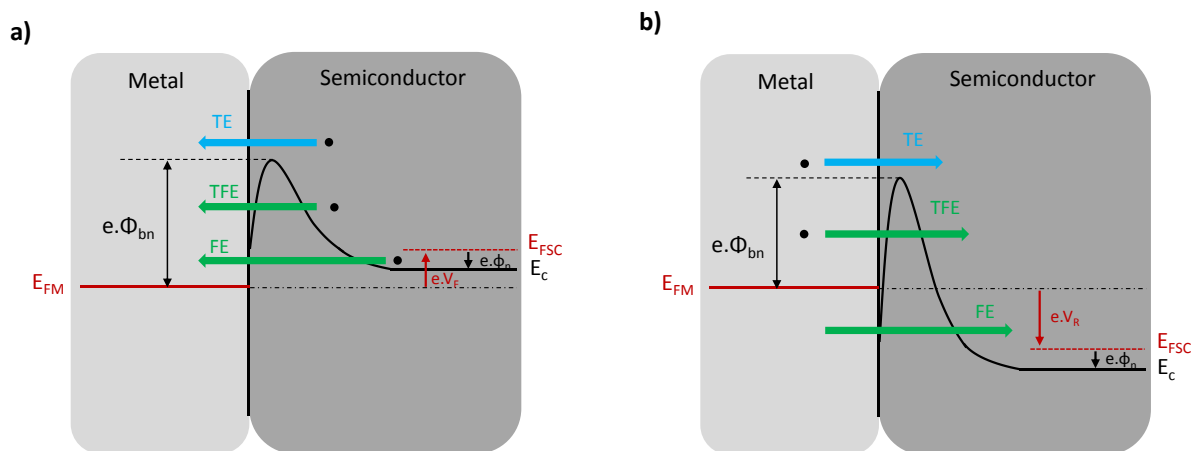 a)
Metal
Semiconductor
TE
TFE
e.Φbn
FE
EFSC
e.ϕn
Ec
EFM
e.VF
b)
Metal
Semiconductor
TE
TFE
e.Φbn
EFM
e.VR
FE
EFSC
e.ϕn
Ec